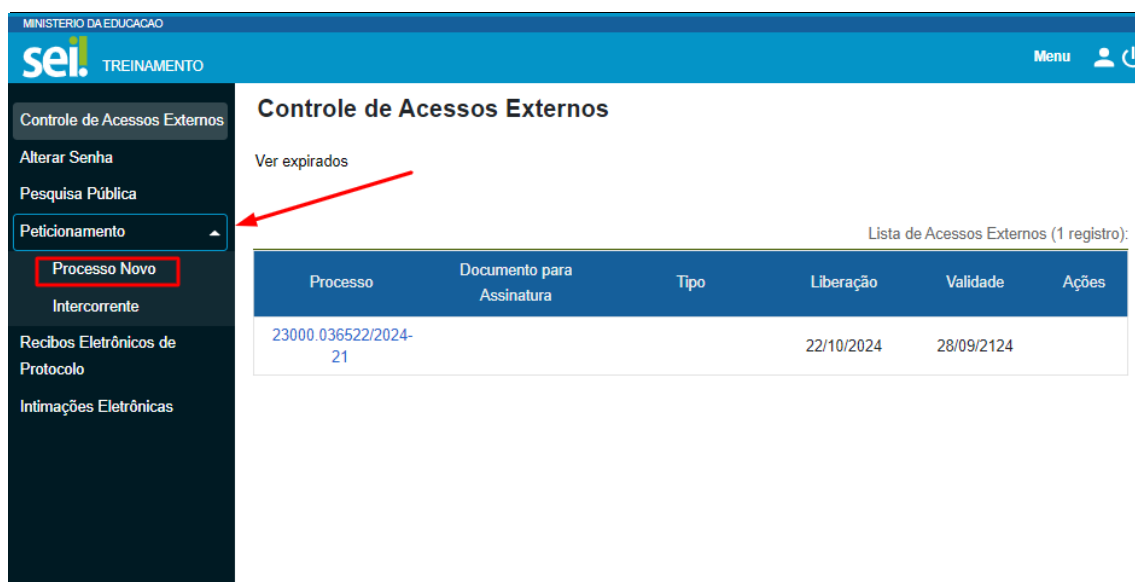 MINISTERIO DA EDUCACAO
sei! TREINAMENTO
Menu
Controle de Acessos Externos
Alterar Senha
Pesquisa Pública
Peticionamento
Processo Novo
Intercorrente
Recibos Eletrônicos de
Protocolo
Intimações Eletrônicas
Controle de Acessos Externos
Ver expirados
Lista de Acessos Externos (1 registro):
Processo Documento para Assinatura Tipo Liberação Validade Ações
23000.036522/2024-
21
22/10/2024 28/09/2124